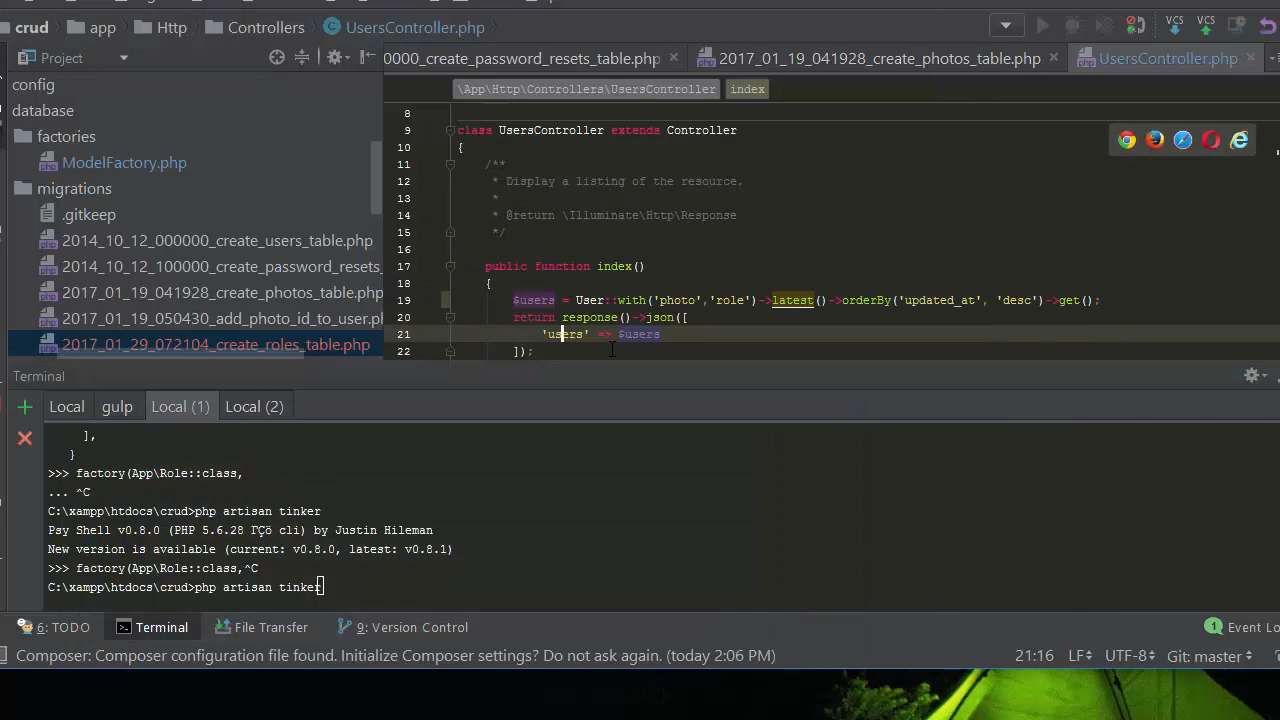 crud app Http Controllers UsersController.php
VCS VCS
Project
0000_create_password_resets_table.php 2017_01_19_041928_create_photos_table.php UsersController.php
config
database
factories
ModelFactory.php
migrations
.gitkeep
2014_10_12_000000_create_users_table.php
2014_10_12_100000_create_password_resets_
2017_01_19_041928_create_photos_table.php
2017_01_19_050430_add_photo_id_to_user.php
2017_01_29_072104_create_roles_table.php
\App\Http\Controllers\UsersController index
8
9 class UsersController extends Controller
10 {
11 /**
12 * Display a listing of the resource.
13 *
14 * @return \Illuminate\Http\Response
15 */
16
17 public function index()
18 {
19 $users = User::with('photo','role')->latest()->orderBy('updated_at', 'desc')->get();
20 return response()->json([
21 'users' => $users
22 ]);
Terminal
Local gulp Local (1) Local (2)
],
}
>>> factory(App\Role::class,
... ^C
C:\xampp\htdocs\crud>php artisan tinker
Psy Shell v0.8.0 (PHP 5.6.28 ΓÇö cli) by Justin Hileman
New version is available (current: v0.8.0, latest: v0.8.1)
>>> factory(App\Role::class,^C
C:\xampp\htdocs\crud>php artisan tinker
6: TODO Terminal File Transfer 9: Version Control 1 Event Lo
Composer: Composer configuration file found. Initialize Composer settings? Do not ask again. (today 2:06 PM) 21:16 LF UTF-8 Git: master